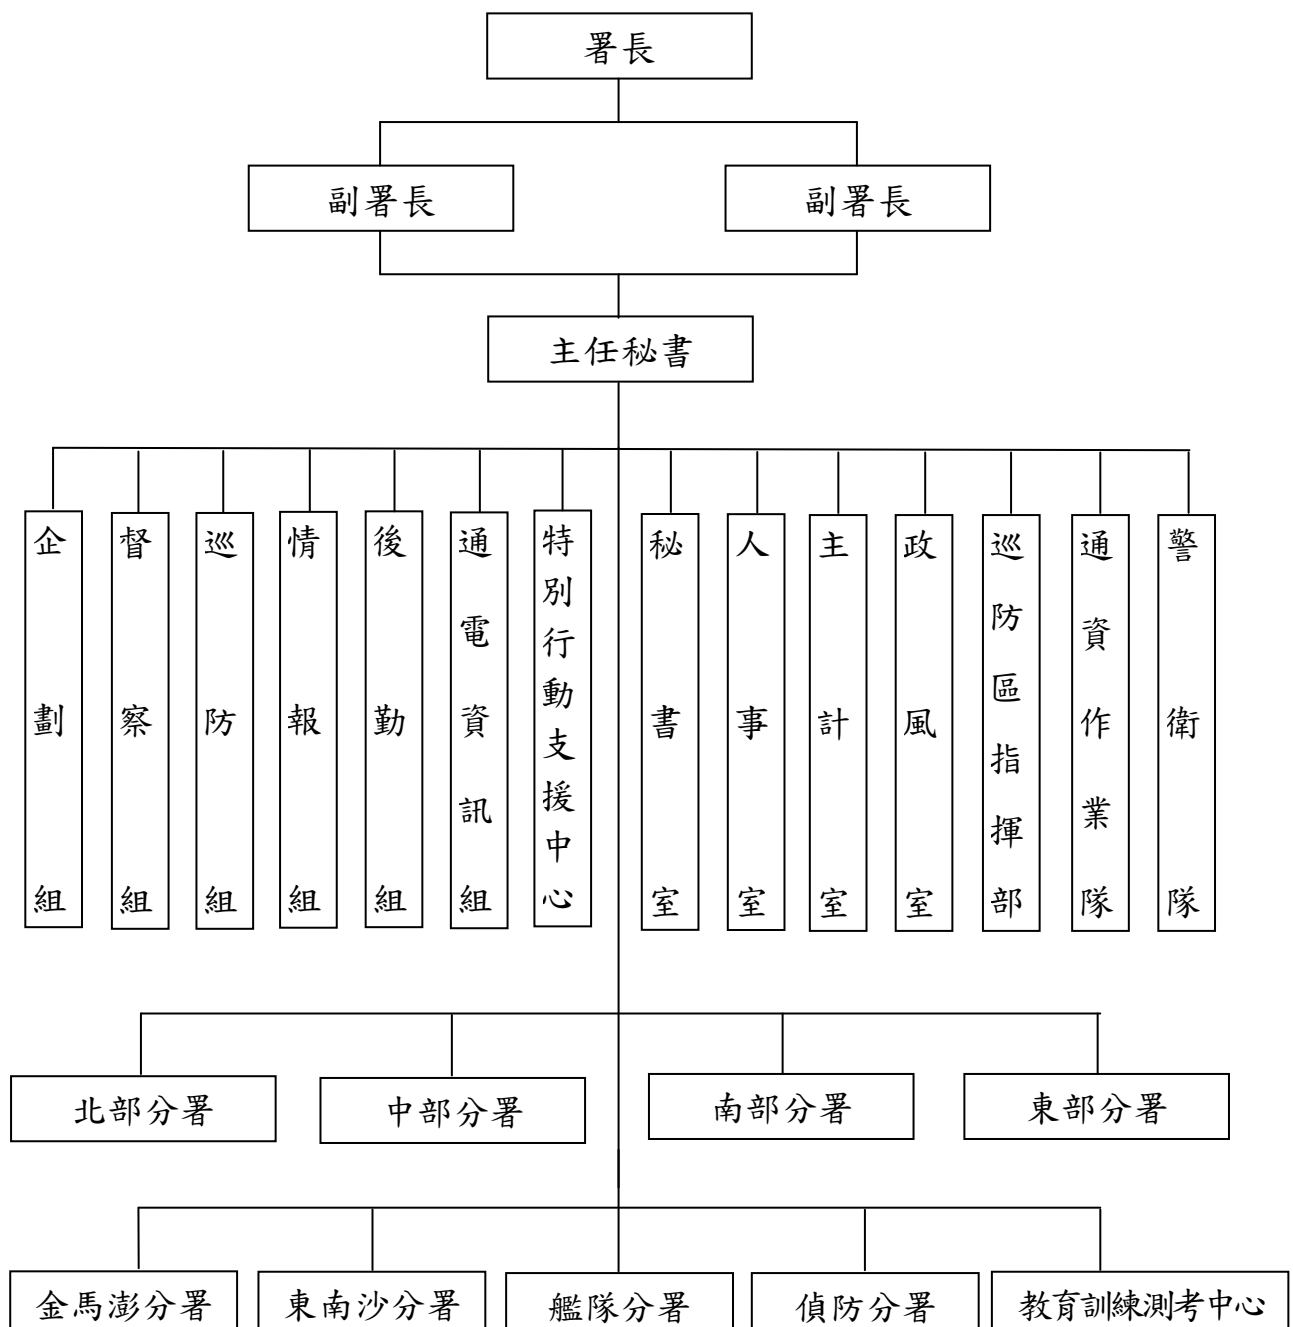 署長
副署長
副署長
主任秘書
企劃組
督察組
巡防組
情報組
後勤組
通電資訊組
特別行動支援中心
秘書室
人事室
主計室
政風室
巡防區指揮部
通資作業隊
警衛隊
北部分署
中部分署
南部分署
東部分署
金馬澎分署
東南沙分署
艦隊分署
偵防分署
教育訓練測考中心